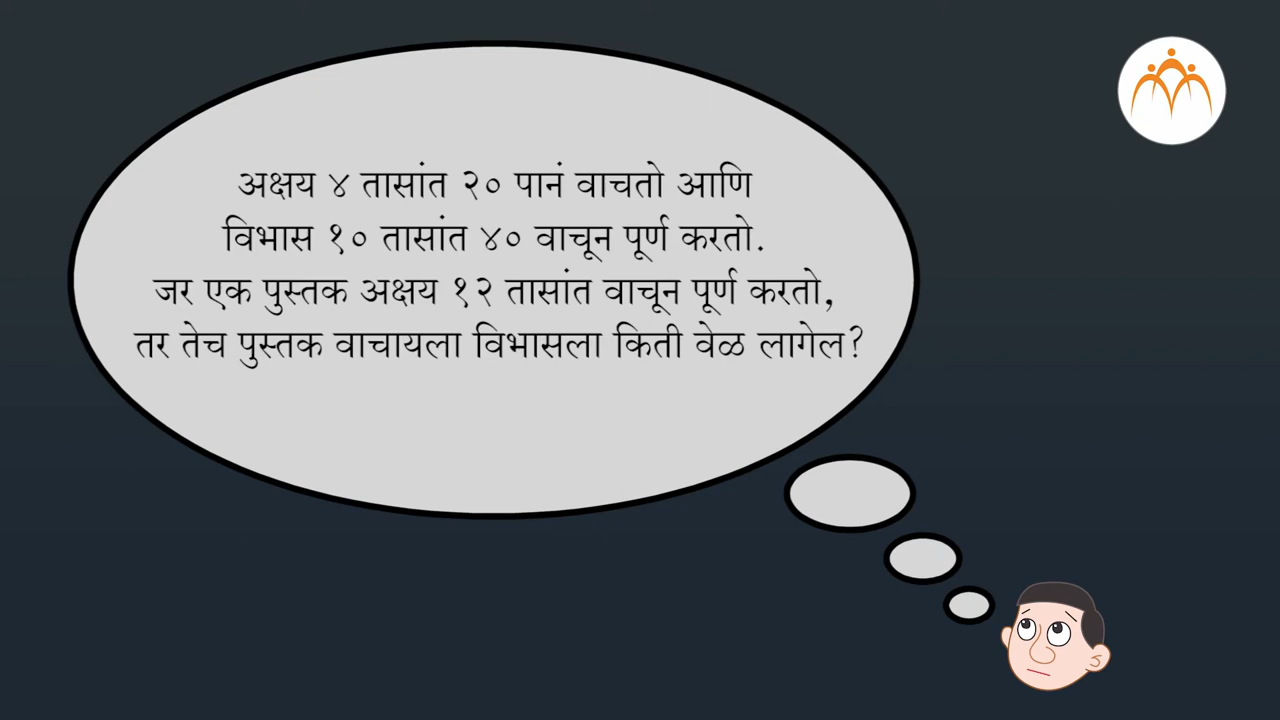 अक्षय ४ तासांत २० पानं वाचतो आणि
विभास १० तासांत ४० वाचून पूर्ण करतो.
जर एक पुस्तक अक्षय १२ तासांत वाचून पूर्ण करतो,
तर तेच पुस्तक वाचायला विभासला किती वेळ लागेल?